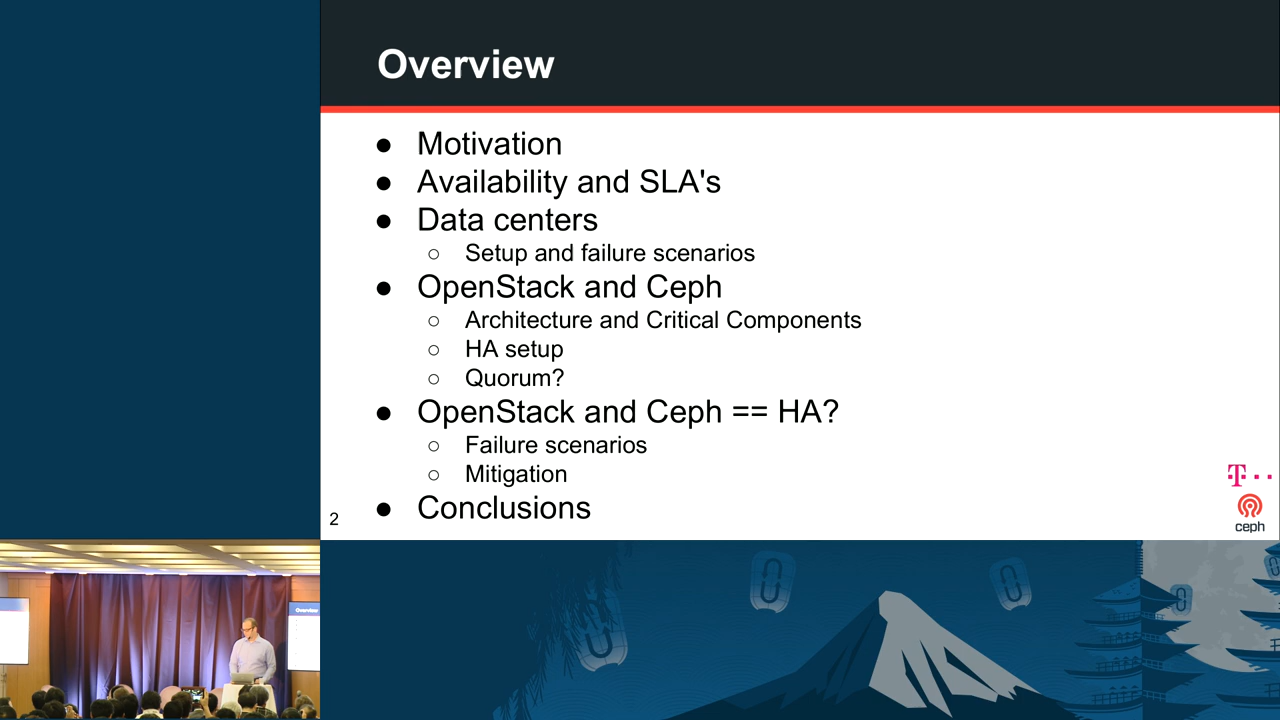 Overview
● Motivation
● Availability and SLA's
● Data centers
○ Setup and failure scenarios
● OpenStack and Ceph
○ Architecture and Critical Components
○ HA setup
○ Quorum?
● OpenStack and Ceph == HA?
○ Failure scenarios
○ Mitigation
● Conclusions
2
T
ceph
Overview